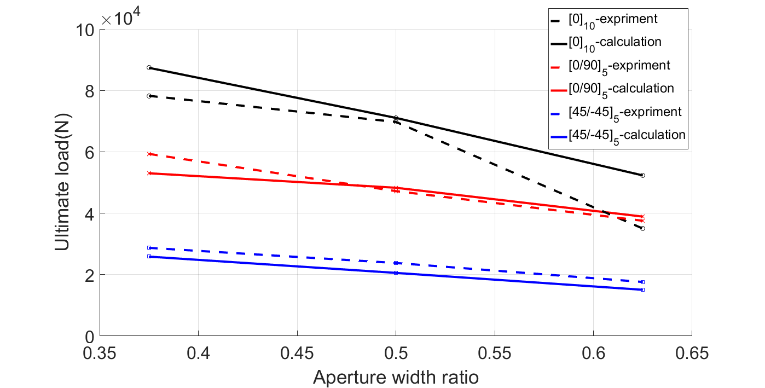 ×10⁴
10
8
6
4
2
0
Ultimate load(N)
0.35 0.4 0.45 0.5 0.55 0.6 0.65
Aperture width ratio
[0]₁₀-expriment
[0]₁₀-calculation
[0/90]₅-expriment
[0/90]₅-calculation
[45/-45]₅-expriment
[45/-45]₅-calculation